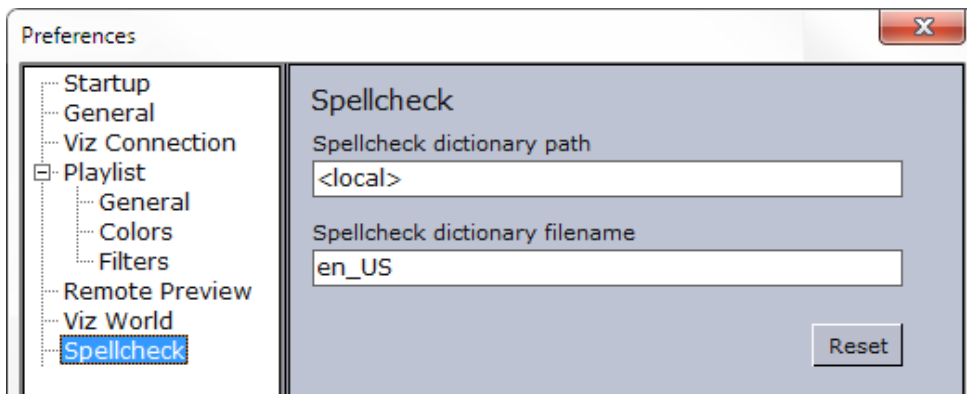 Preferences
Startup
General
Viz Connection
Playlist
General
Colors
Filters
Remote Preview
Viz World
Spellcheck
Spellcheck
Spellcheck dictionary path
<local>
Spellcheck dictionary filename
en_US
Reset